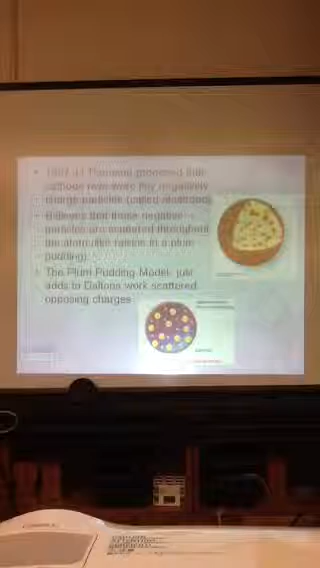 1897 JJ Thomson proposed that
cathode rays were tiny negatively
charge particles (called electrons)
Believes that those negative
particles are scattered throughout
the atom like raisins in a plum
pudding
The Plum Pudding Model, just
adds to Daltons work scattered
opposing charges